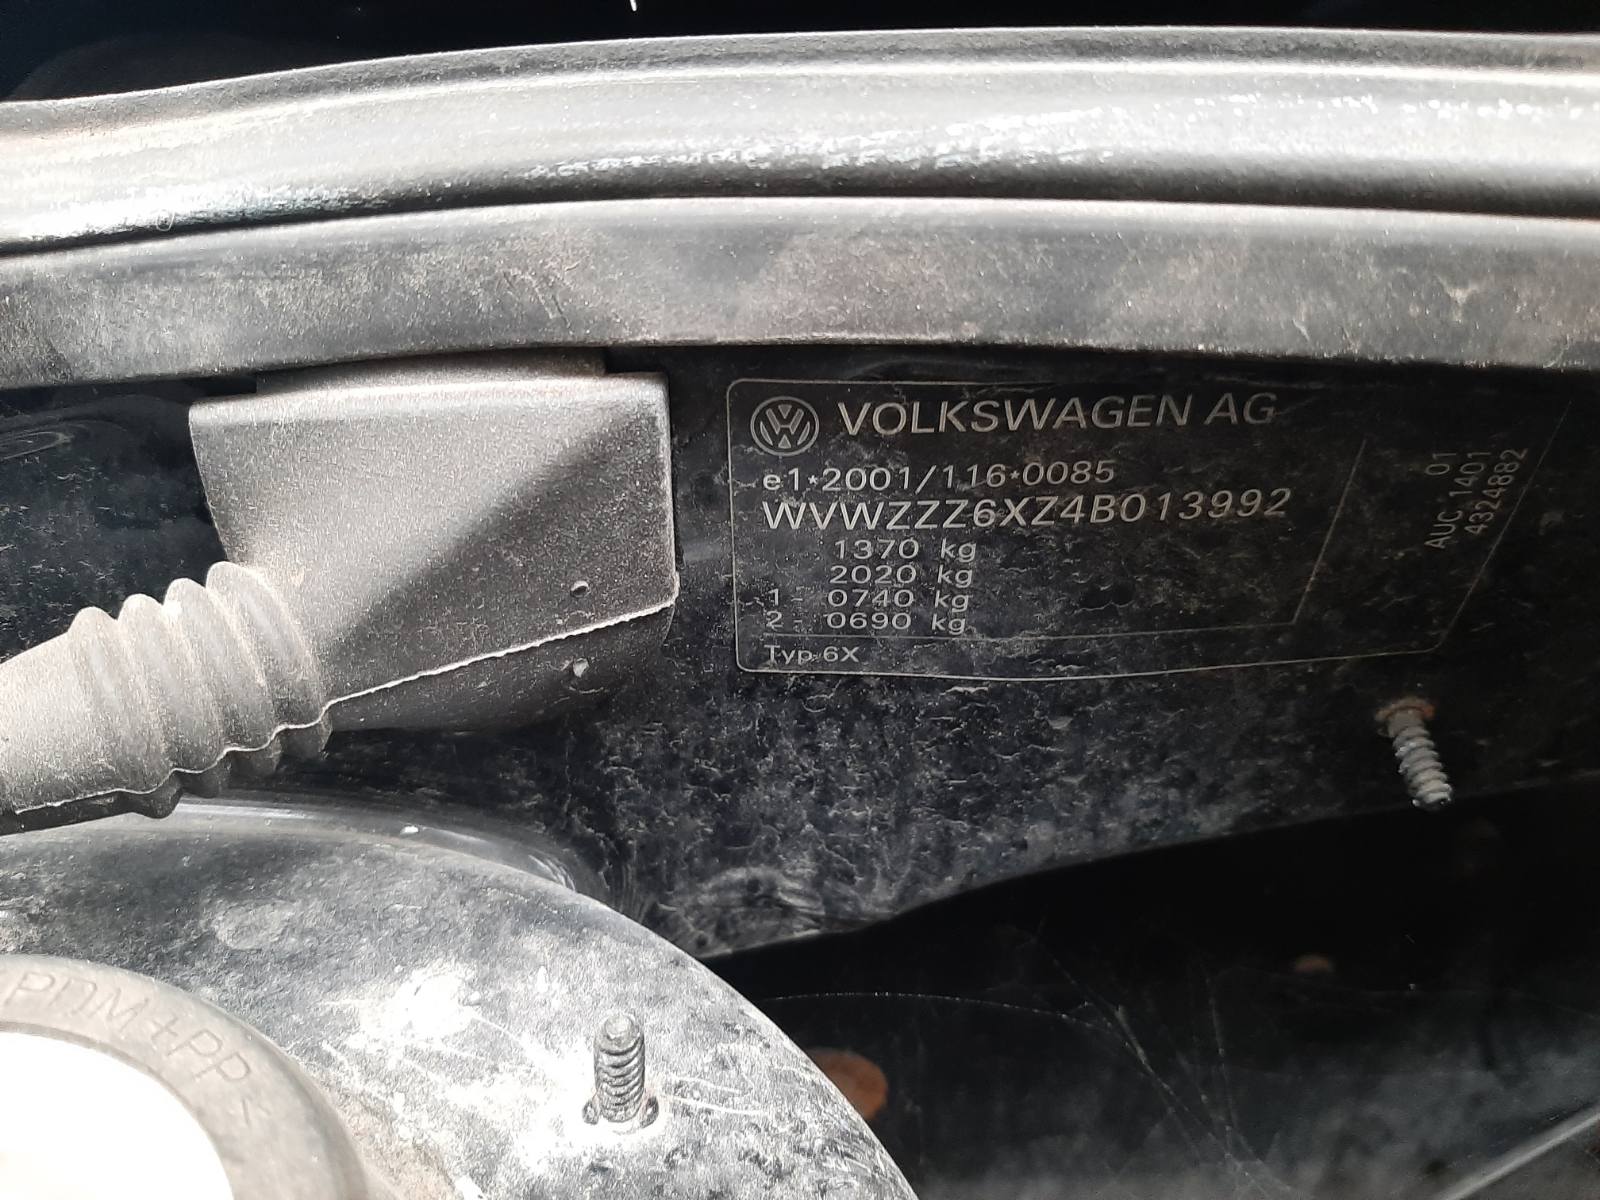 VOLKSWAGEN AG
e1*2001/116*0085
WVWZZZ6XZ4B013992
1370 kg
2020 kg
1 - 0740 kg
2 - 0690 kg
Typ 6X
01
AUC 1401
4324882